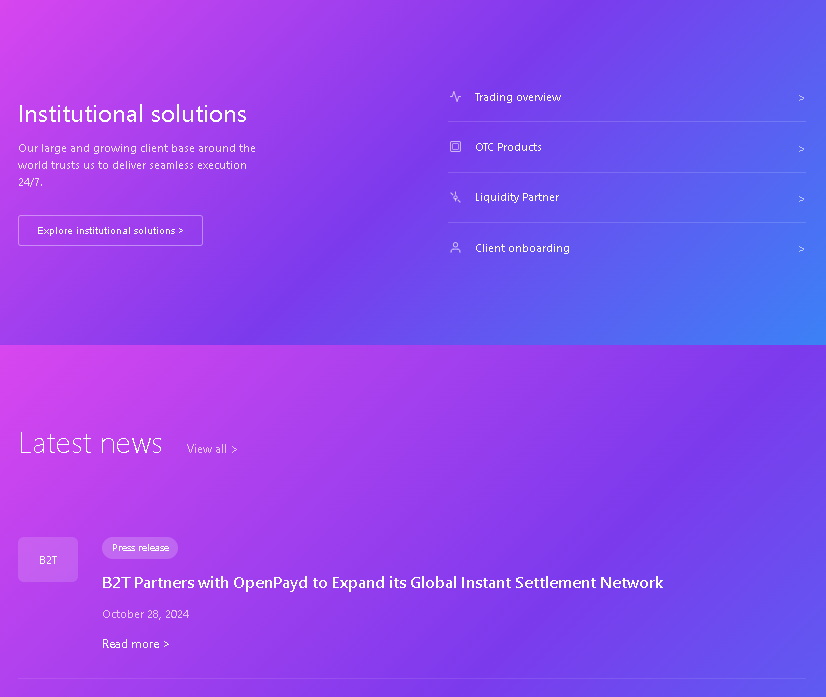 Institutional solutions
Our large and growing client base around the
world trusts us to deliver seamless execution
24/7.
Explore institutional solutions >
Trading overview >
OTC Products >
Liquidity Partner >
Client onboarding >
Latest news View all >
B2T
Press release
B2T Partners with OpenPayd to Expand its Global Instant Settlement Network
October 28, 2024
Read more >